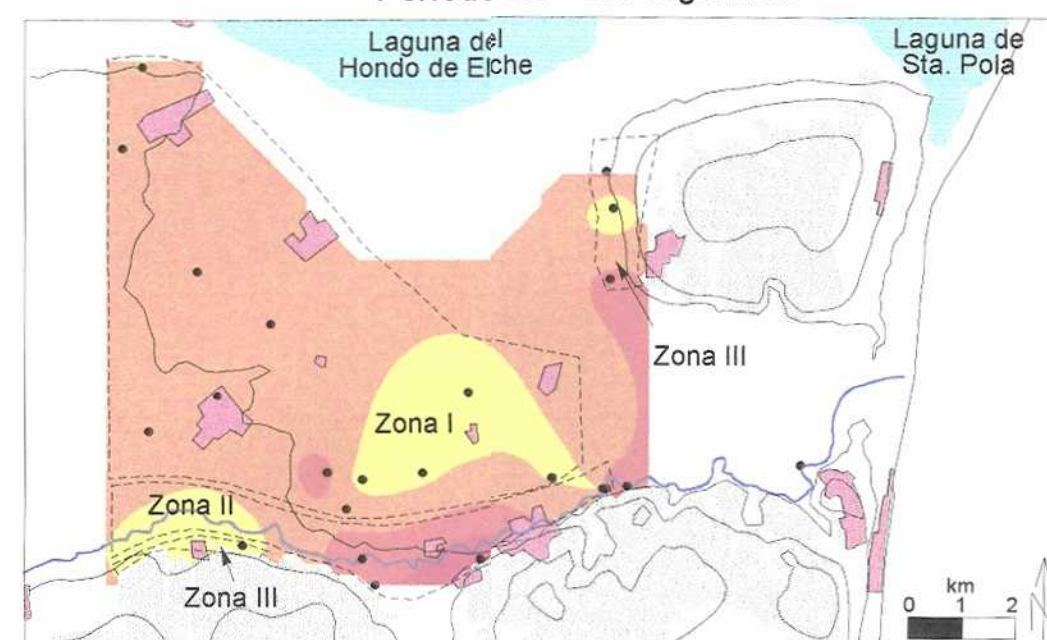 Laguna del
Hondo de Elche
Laguna de
Sta. Pola
Zona III
Zona I
Zona II
Zona III
km
0 1 2